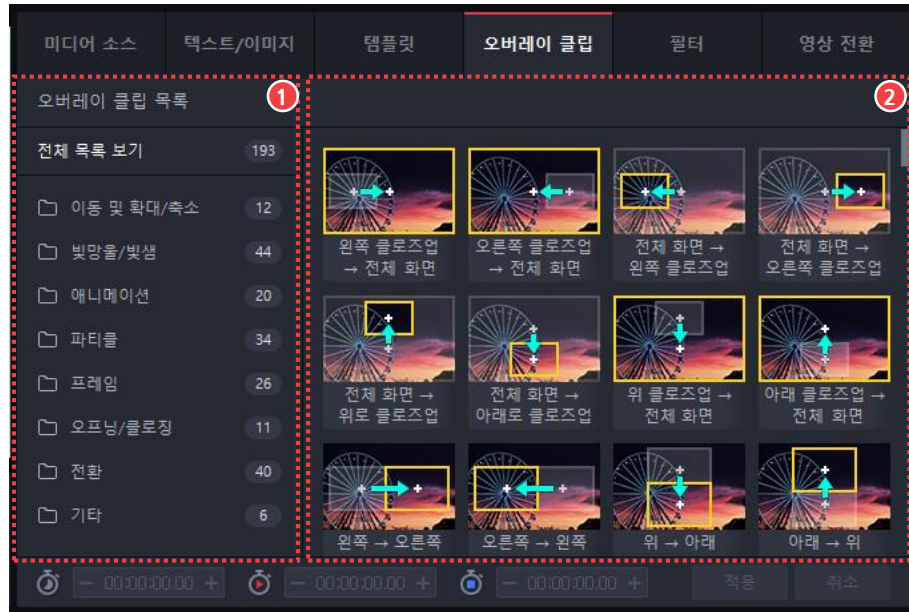 미디어 소스 텍스트/이미지 템플릿 오버레이 클립 필터 영상 전환
오버레이 클립 목록
1
2
전체 목록 보기 193
이동 및 확대/축소 12
빛망울/빛샘 44
애니메이션 20
파티클 34
프레임 26
오프닝/클로징 11
전환 40
기타 6
왼쪽 클로즈업
→ 전체 화면
오른쪽 클로즈업
→ 전체 화면
전체 화면 →
왼쪽 클로즈업
전체 화면 →
오른쪽 클로즈업
전체 화면 →
위로 클로즈업
전체 화면 →
아래로 클로즈업
위 클로즈업 →
전체 화면
아래 클로즈업 →
전체 화면
왼쪽 → 오른쪽
오른쪽 → 왼쪽
위 → 아래
아래 → 위
− 00:00:00.00 + − 00:00:00.00 + − 00:00:00.00 + 적용 취소